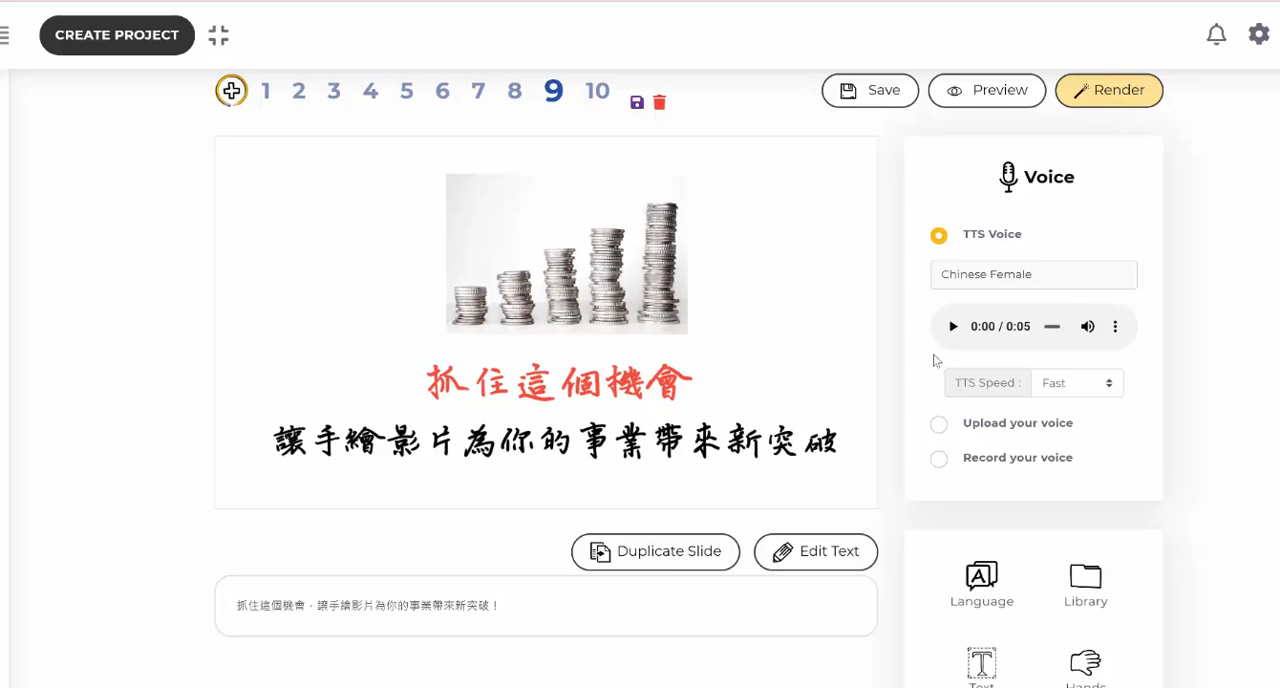 CREATE PROJECT
1 2 3 4 5 6 7 8 9 10
Save
Preview
Render
抓住這個機會
讓手繪影片為你的事業帶來新突破
Voice
TTS Voice
Chinese Female
0:00 / 0:05
TTS Speed : Fast
Upload your voice
Record your voice
Duplicate Slide
Edit Text
抓住這個機會，讓手繪影片為你的事業帶來新突破！
Language
Library
Text
Hands